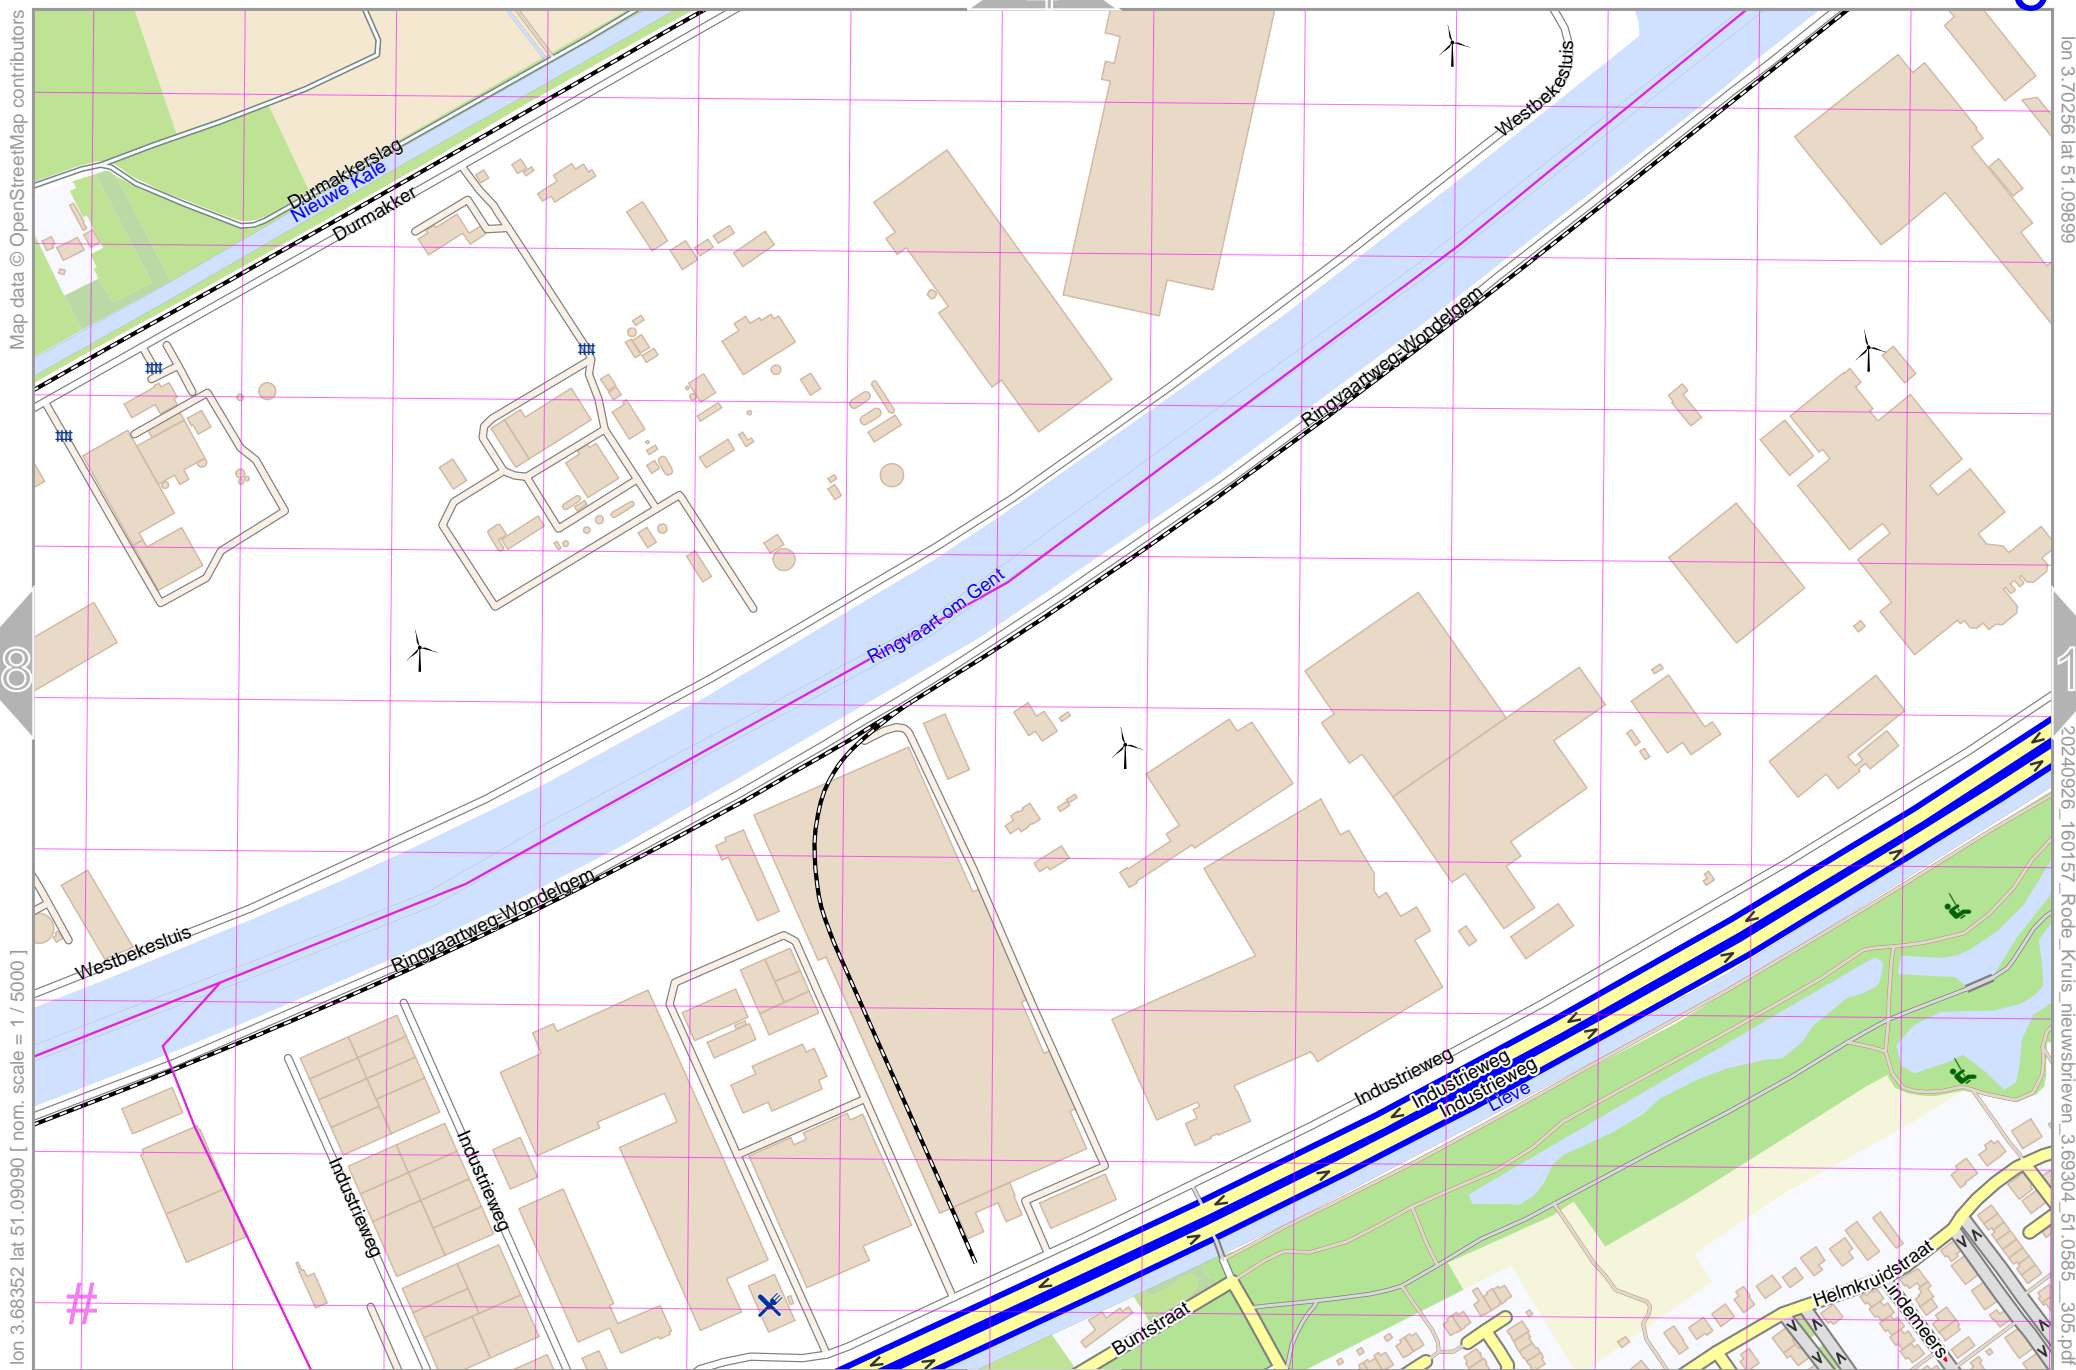 Map data © OpenStreetMap contributors
lon 3.70256 lat 51.09899
Westbekesluis
Durmakkerslag
Nieuwe Kale
Durmakker
Ringvaartweg-Wondelgem
Ringvaart om Gent
8
1
Westbekesluis
Ringvaartweg-Wondelgem
Industrieweg
Industrieweg
Industrieweg
Lieve
Industrieweg
Industrieweg
Helmkruidstraat
Lindemeers
Buntstraat
#
lon 3.68352 lat 51.09090 [ nom. scale = 1 / 5000 ]
20240926_160157_Rode_Kruis_nieuwsbrieven_3.69304_51.0585__305.pdf